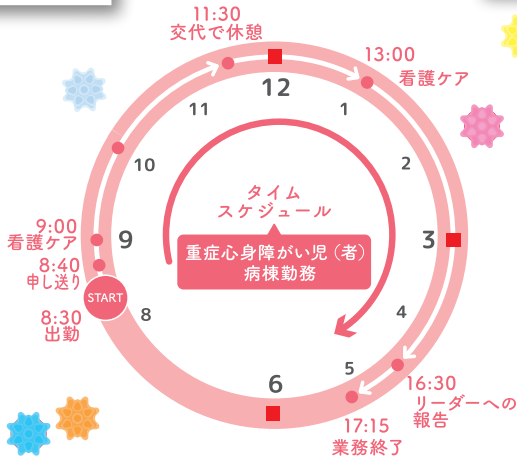 11:30
交代で休憩
13:00
看護ケア
12
11
1
10
2
タイム
スケジュール
9:00
看護ケア
9
3
重症心身障がい児（者）
病棟勤務
8:40
申し送り
START
8:30
出勤
8
4
5
6
16:30
リーダーへの
報告
17:15
業務終了